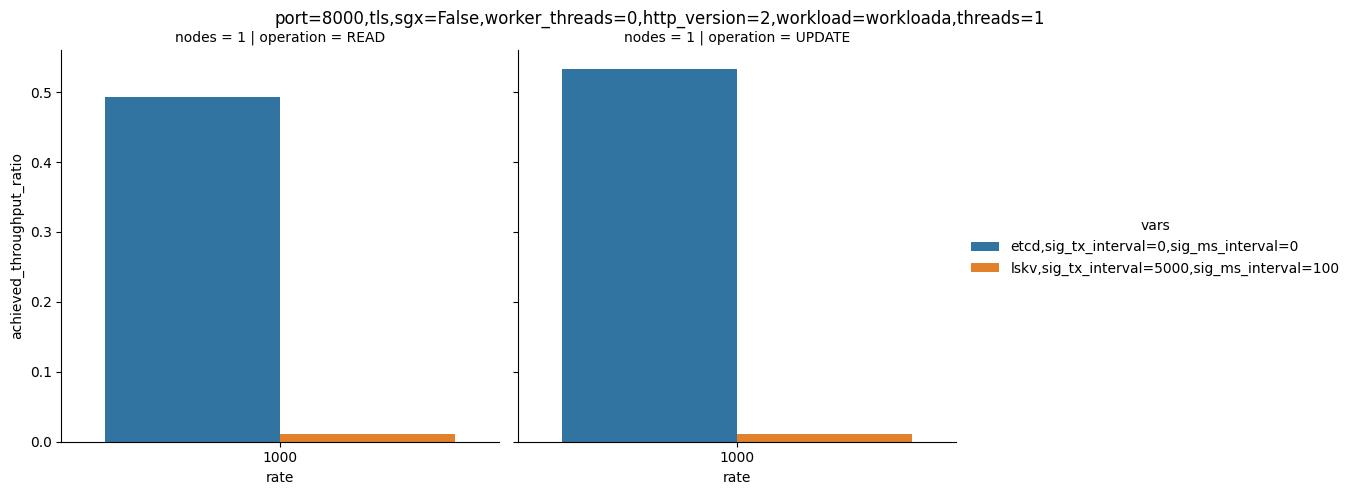 port=8000,tls,sgx=False,worker_threads=0,http_version=2,workload=workloada,threads=1
nodes = 1 | operation = READ
nodes = 1 | operation = UPDATE
achieved_throughput_ratio
0.5
0.4
0.3
0.2
0.1
0.0
1000
1000
rate
rate
vars
etcd,sig_tx_interval=0,sig_ms_interval=0
lskv,sig_tx_interval=5000,sig_ms_interval=100